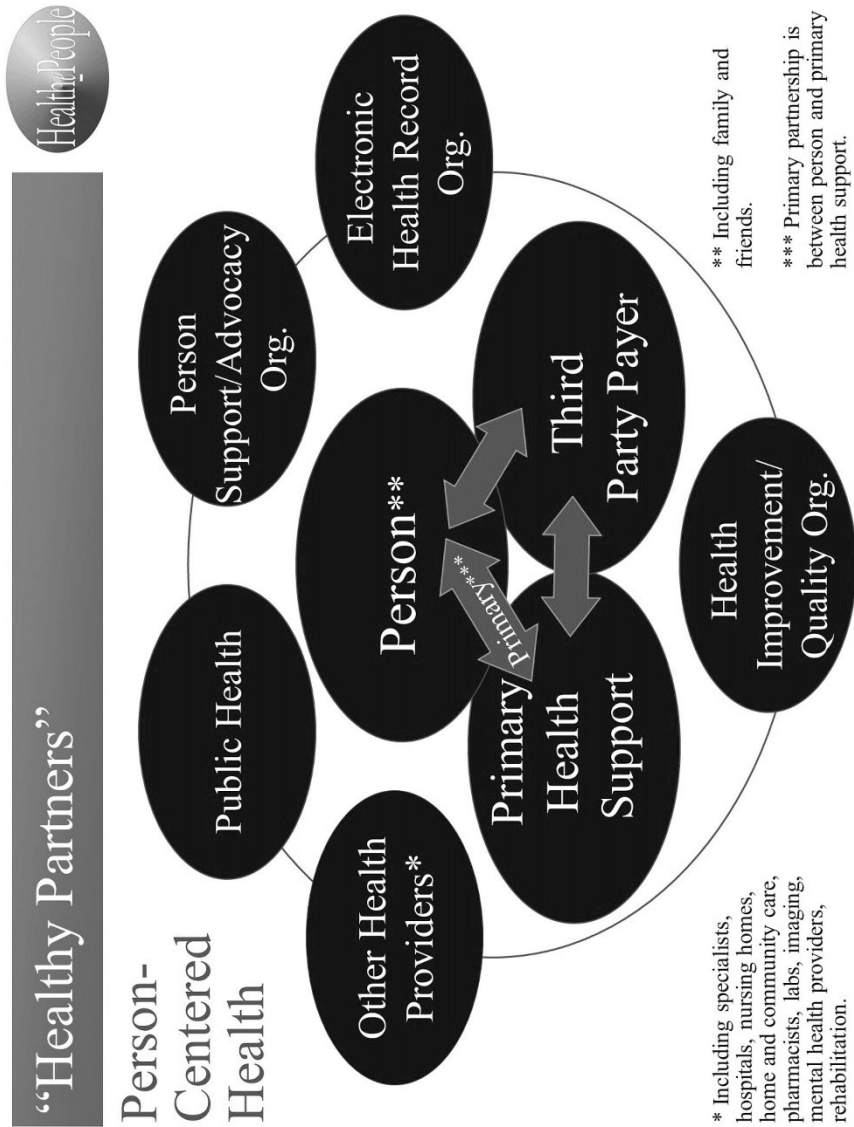 “Healthy Partners”
HealthePeople
Person-
Centered
Health
Public Health
Person
Support/Advocacy
Org.
Other Health
Providers*
Person**
Electronic
Health Record
Org.
Primary***
Primary
Health
Support
Third
Party Payer
Health
Improvement/
Quality Org.
* Including specialists,
hospitals, nursing homes,
home and community care,
pharmacists, labs, imaging,
mental health providers,
rehabilitation.
** Including family and
friends.
*** Primary partnership is
between person and primary
health support.